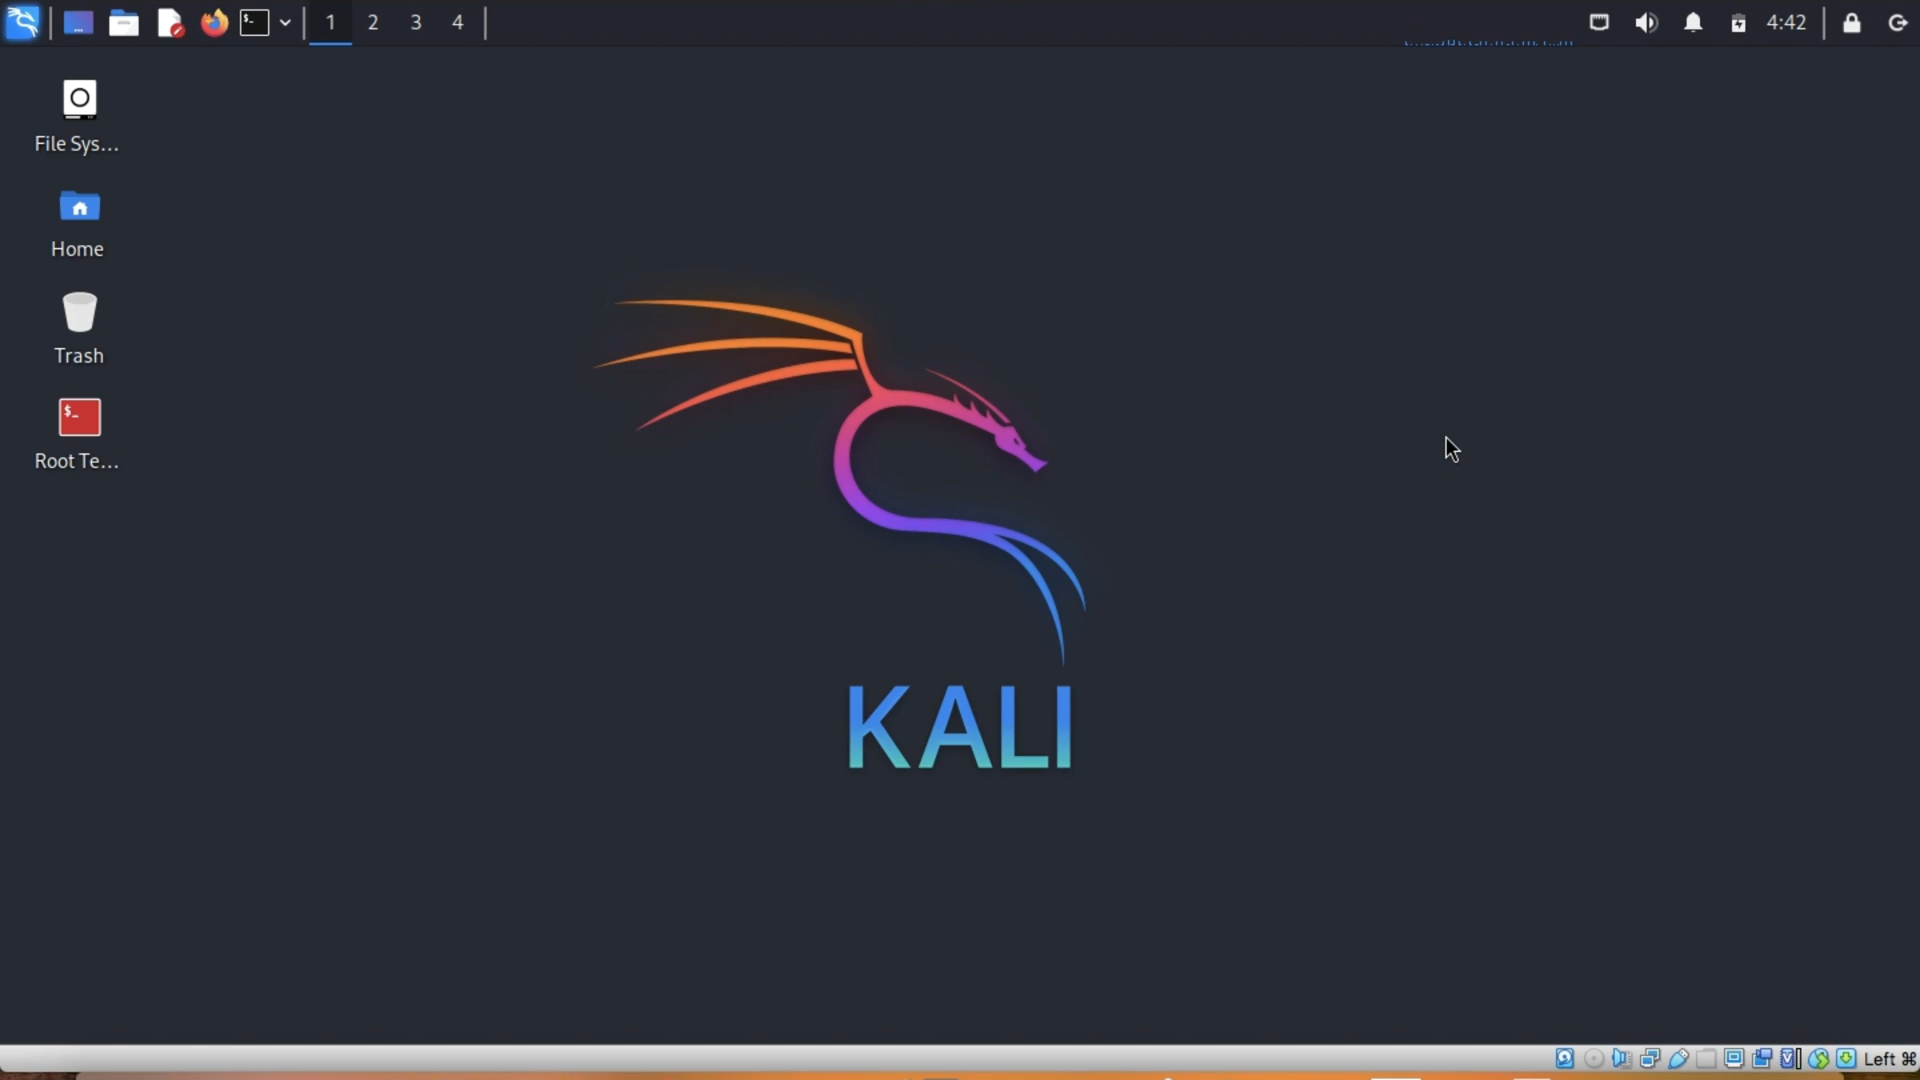 1 2 3 4
4:42
File Sys...
Home
Trash
$_
Root Te...
KALI
Left ⌘